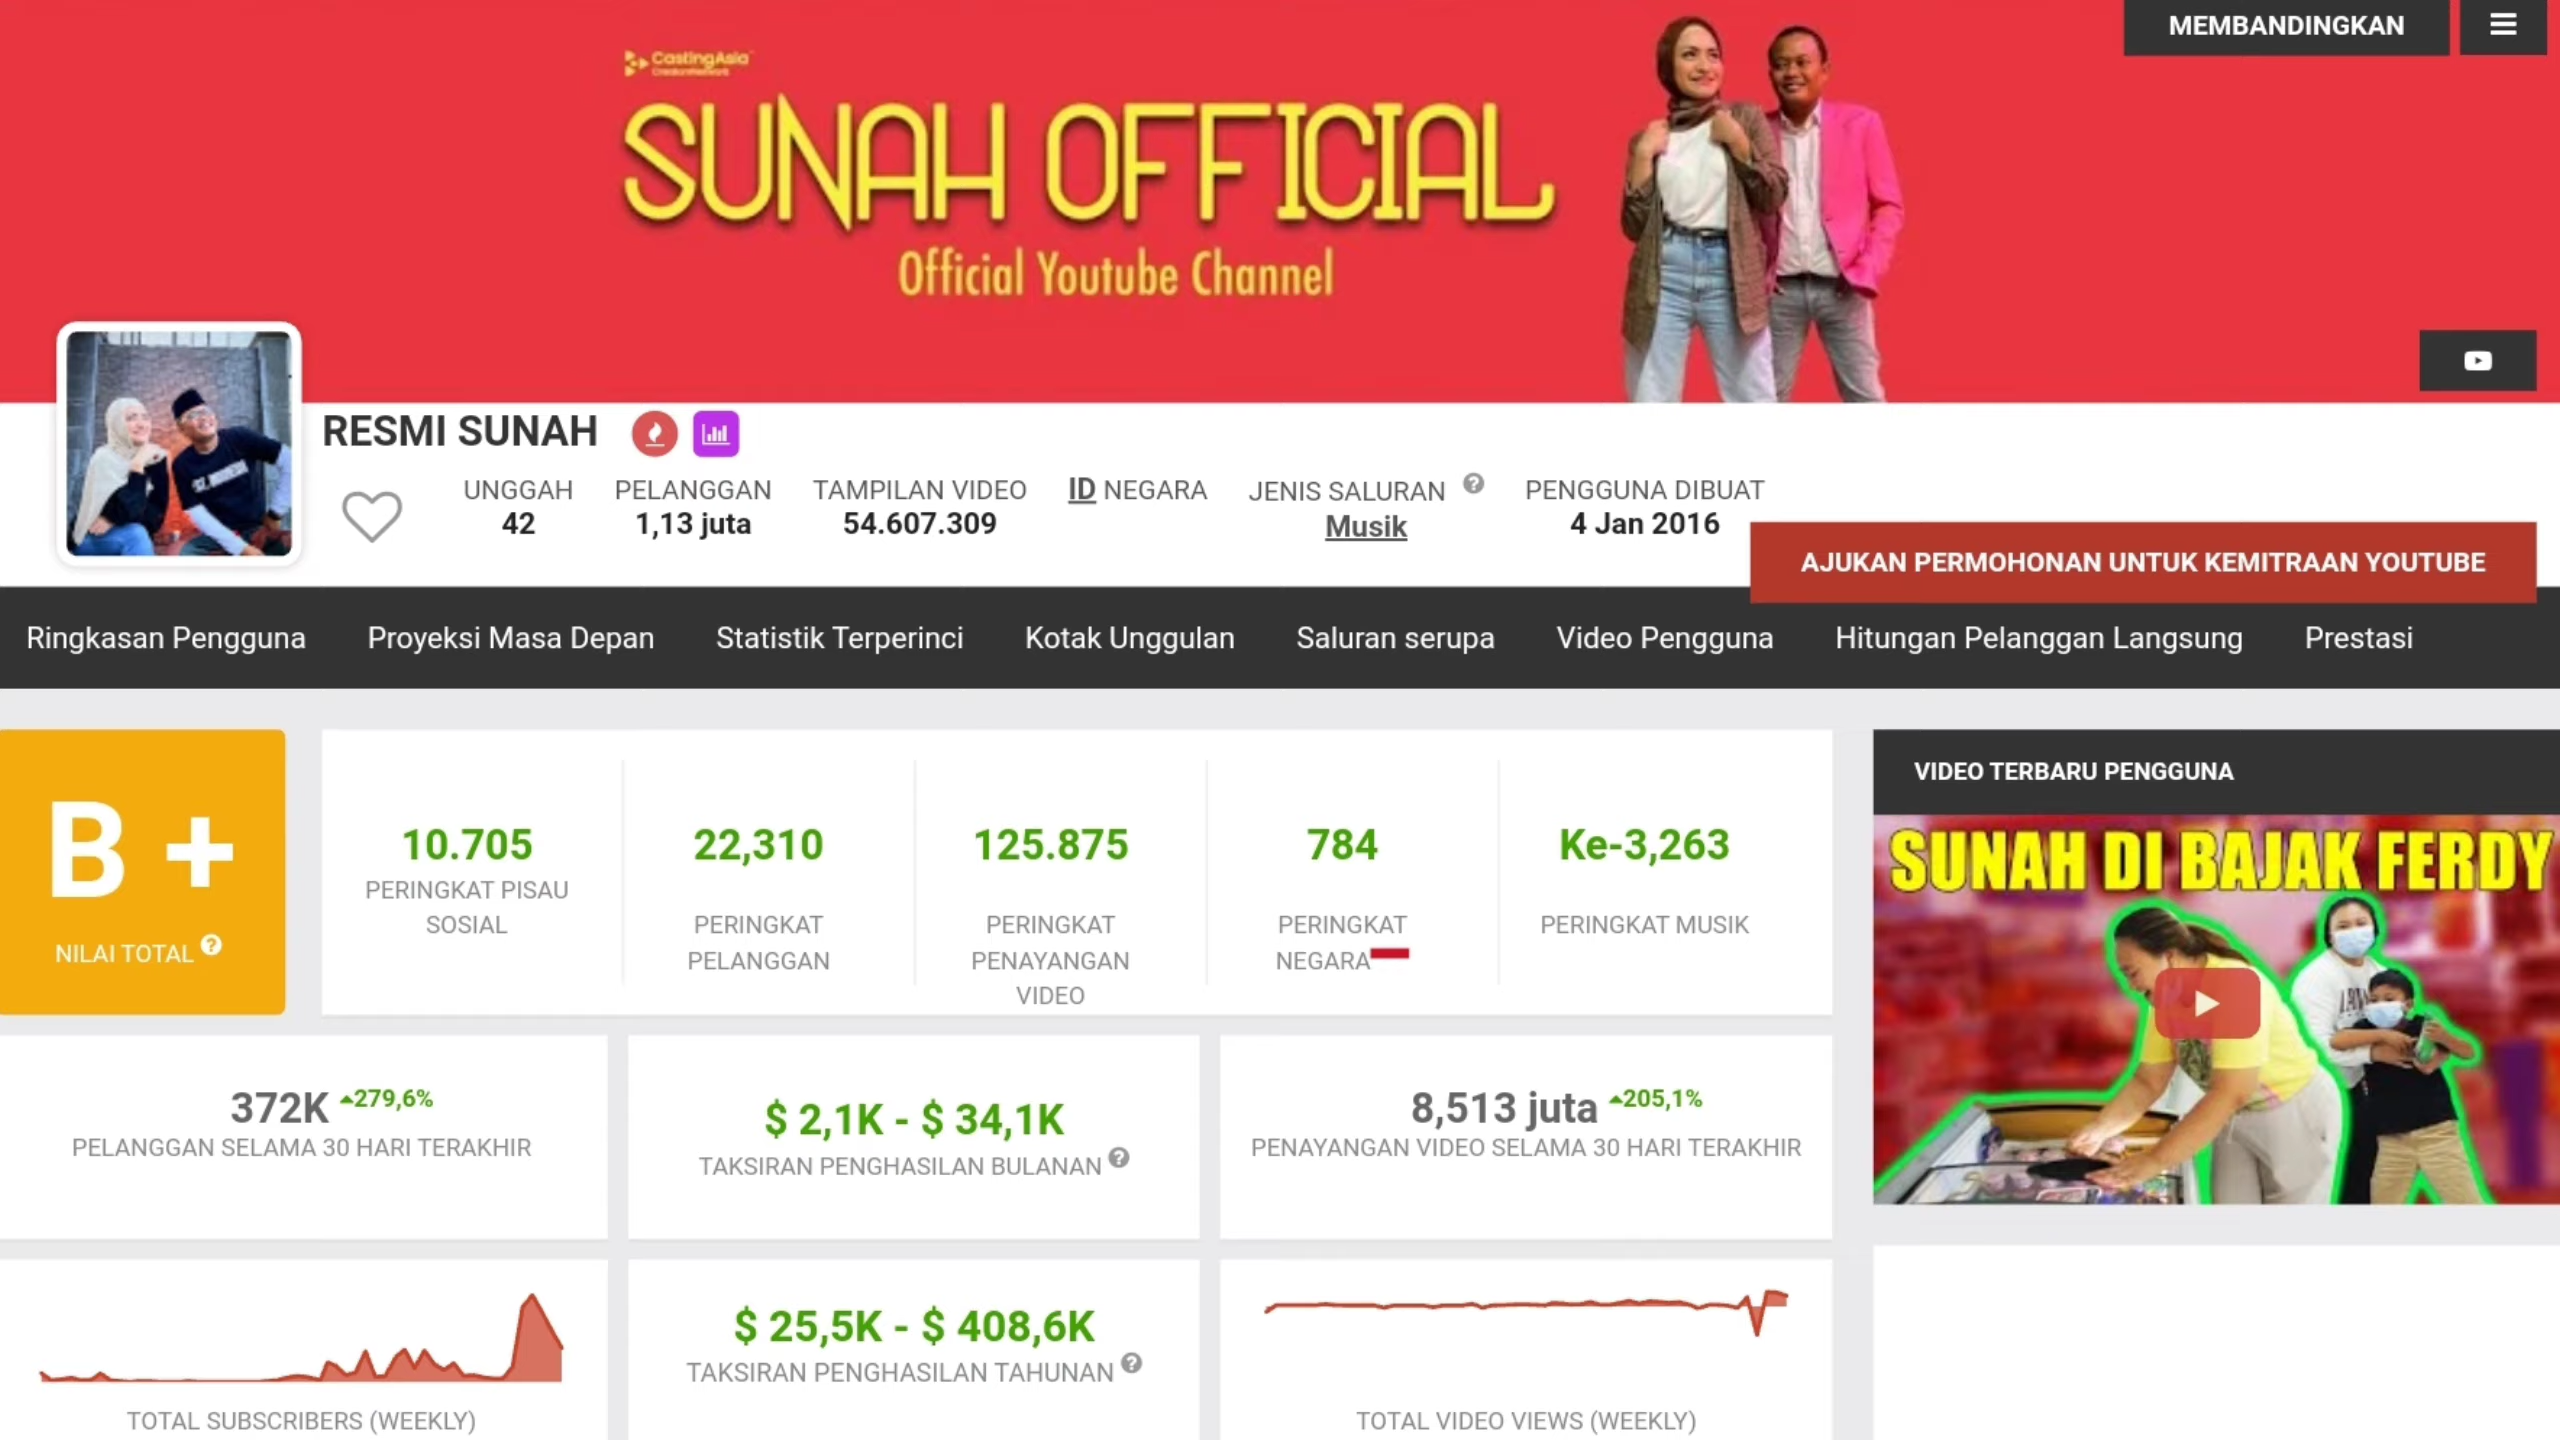 MEMBANDINGKAN
CastingAsia
CreatorNetwork
SUNAH OFFICIAL
Official Youtube Channel
RESMI SUNAH
UNGGAH
42
PELANGGAN
1,13 juta
TAMPILAN VIDEO
54.607.309
ID NEGARA
JENIS SALURAN
Musik
PENGGUNA DIBUAT
4 Jan 2016
AJUKAN PERMOHONAN UNTUK KEMITRAAN YOUTUBE
Ringkasan Pengguna
Proyeksi Masa Depan
Statistik Terperinci
Kotak Unggulan
Saluran serupa
Video Pengguna
Hitungan Pelanggan Langsung
Prestasi
B +
NILAI TOTAL
10.705
PERINGKAT PISAU
SOSIAL
22,310
PERINGKAT
PELANGGAN
125.875
PERINGKAT
PENAYANGAN
VIDEO
784
PERINGKAT
NEGARA
Ke-3,263
PERINGKAT MUSIK
VIDEO TERBARU PENGGUNA
SUNAH DI BAJAK FERDY
372K 279,6%
PELANGGAN SELAMA 30 HARI TERAKHIR
$ 2,1K - $ 34,1K
TAKSIRAN PENGHASILAN BULANAN
8,513 juta 205,1%
PENAYANGAN VIDEO SELAMA 30 HARI TERAKHIR
TOTAL SUBSCRIBERS (WEEKLY)
$ 25,5K - $ 408,6K
TAKSIRAN PENGHASILAN TAHUNAN
TOTAL VIDEO VIEWS (WEEKLY)